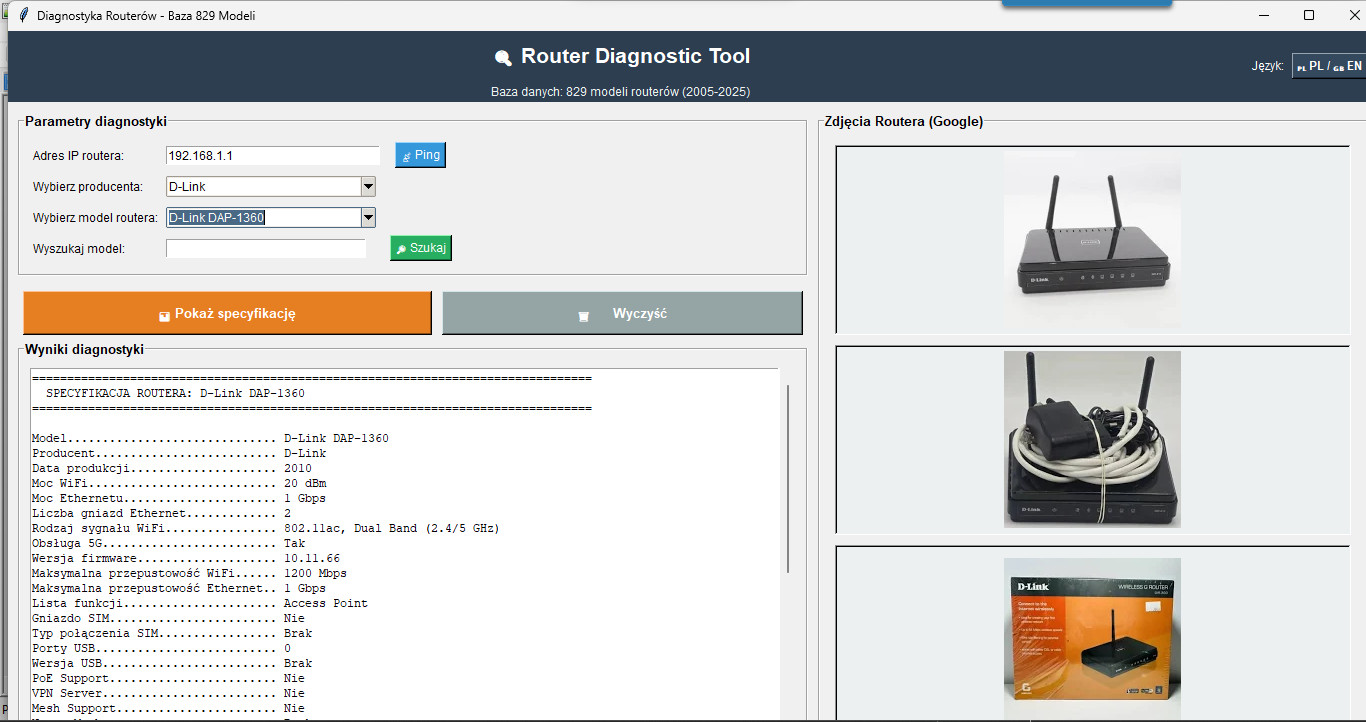 Diagnostyka Routerów - Baza 829 Modeli
Router Diagnostic Tool
Baza danych: 829 modeli routerów (2005-2025)
Język:
PL PL / GB EN
Parametry diagnostyki
Adres IP routera:
192.168.1.1
Ping
Wybierz producenta:
D-Link
Wybierz model routera:
D-Link DAP-1360
Wyszukaj model:
Szukaj
Pokaż specyfikację
Wyczyść
Wyniki diagnostyki
================================================================================
SPECYFIKACJA ROUTERA: D-Link DAP-1360
================================================================================
Model.............................. D-Link DAP-1360
Producent.......................... D-Link
Data produkcji..................... 2010
Moc WiFi........................... 20 dBm
Moc Ethernetu...................... 1 Gbps
Liczba gniazd Ethernet............. 2
Rodzaj sygnału WiFi................ 802.11ac, Dual Band (2.4/5 GHz)
Obsługa 5G......................... Tak
Wersja firmware.................... 10.11.66
Maksymalna przepustowość WiFi...... 1200 Mbps
Maksymalna przepustowość Ethernet.. 1 Gbps
Lista funkcji...................... Access Point
Gniazdo SIM........................ Nie
Typ połączenia SIM................. Brak
Porty USB.......................... 0
Wersja USB......................... Brak
PoE Support........................ Nie
VPN Server......................... Nie
Mesh Support....................... Nie
Zdjęcia Routera (Google)
D-Link
D-Link
D-Link
WIRELESS G ROUTER